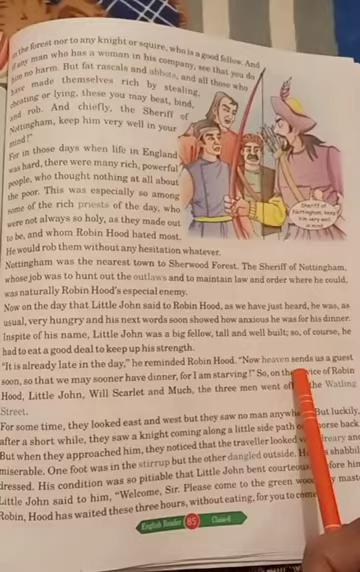 the forest nor to any knight or squire, who is a good fellow. And
if any man who has a woman in his company, see that you do
him no harm. But fat rascals and abbots, and all those who
have made themselves rich by stealing,
cheating or lying, these you may beat, bind,
and rob. And chiefly, the Sheriff of
Nottingham, keep him very well in your
mind!"
For in those days when life in England
was hard, there were many rich, powerful
people, who thought nothing at all about
the poor. This was especially so among
some of the rich priests of the day, who
were not always so holy, as they made out
to be, and whom Robin Hood hated most.
He would rob them without any hesitation whatever.
Sheriff of
Nottingham, keep
him very well
in mind
Nottingham was the nearest town to Sherwood Forest. The Sheriff of Nottingham,
whose job was to hunt out the outlaws and to maintain law and order where he could,
was naturally Robin Hood's especial enemy.
Now on the day that Little John said to Robin Hood, as we have just heard, he was, as
usual, very hungry and his next words soon showed how anxious he was for his dinner.
Inspite of his name, Little John was a big fellow, tall and well built; so, of course, he
had to eat a good deal to keep up his strength.
"It is already late in the day," he reminded Robin Hood. "Now heaven sends us a guest
soon, so that we may sooner have dinner, for I am starving!" So, on the advice of Robin
Hood, Little John, Will Scarlet and Much, the three men went off the Watling
Street.
For some time, they looked east and west but they saw no man anywhere. But luckily,
after a short while, they saw a knight coming along a little side path horse back.
But when they approached him, they noticed that the traveller looked dreary and
miserable. One foot was in the stirrup but the other dangled outside. shabbily
dressed. His condition was so pitiable that Little John bent courteously before him
Little John said to him, "Welcome, Sir. Please come to the green wood my master
Robin, Hood has waited these three hours, without eating, for you to come
English Reader 85 Class-6